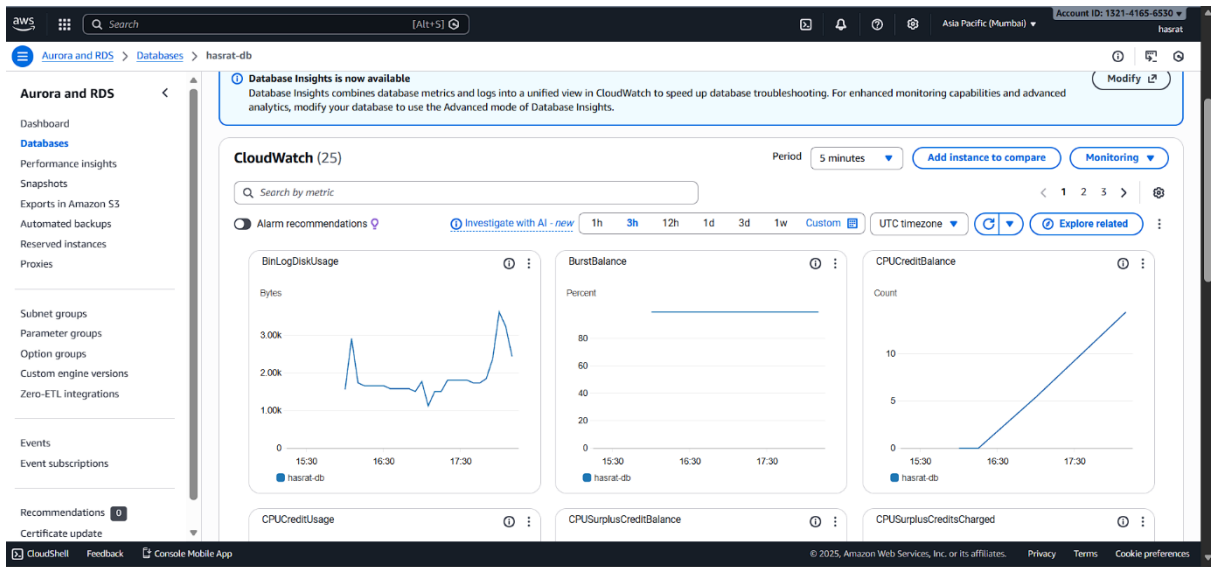 aws
Search [Alt+S]
Asia Pacific (Mumbai)
Account ID: 1321-4165-6530
hasrat
Aurora and RDS > Databases > hasrat-db
Aurora and RDS
Dashboard
Databases
Performance insights
Snapshots
Exports in Amazon S3
Automated backups
Reserved instances
Proxies
Subnet groups
Parameter groups
Option groups
Custom engine versions
Zero-ETL integrations
Events
Event subscriptions
Recommendations 0
Certificate update
Database Insights is now available
Database Insights combines database metrics and logs into a unified view in CloudWatch to speed up database troubleshooting. For enhanced monitoring capabilities and advanced
analytics, modify your database to use the Advanced mode of Database Insights.
Modify
CloudWatch (25)
Period 5 minutes Add instance to compare Monitoring
Search by metric
1 2 3
Alarm recommendations Investigate with AI - new 1h 3h 12h 1d 3d 1w Custom UTC timezone Explore related
BinLogDiskUsage
Bytes
3.00k
2.00k
1.00k
0
15:30 16:30 17:30
hasrat-db
BurstBalance
Percent
80
60
40
20
0
15:30 16:30 17:30
hasrat-db
CPUCreditBalance
Count
10
5
0
15:30 16:30 17:30
hasrat-db
CPUCreditUsage
CPUSurplusCreditBalance
CPUSurplusCreditsCharged
CloudShell Feedback Console Mobile App
© 2025, Amazon Web Services, Inc. or its affiliates. Privacy Terms Cookie preferences